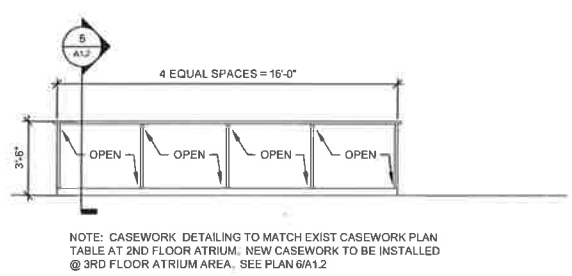 5
A1.2
4 EQUAL SPACES = 16'-0"
3'-6"
OPEN OPEN OPEN OPEN
NOTE: CASEWORK DETAILING TO MATCH EXIST CASEWORK PLAN
TABLE AT 2ND FLOOR ATRIUM. NEW CASEWORK TO BE INSTALLED
@ 3RD FLOOR ATRIUM AREA. SEE PLAN 6/A1.2